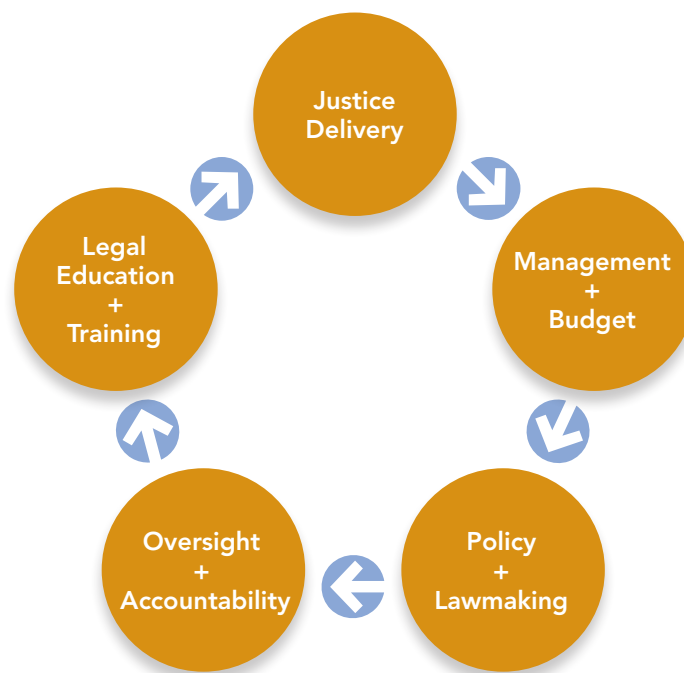 Justice
Delivery
Management
+
Budget
Policy
+
Lawmaking
Oversight
+
Accountability
Legal
Education
+
Training